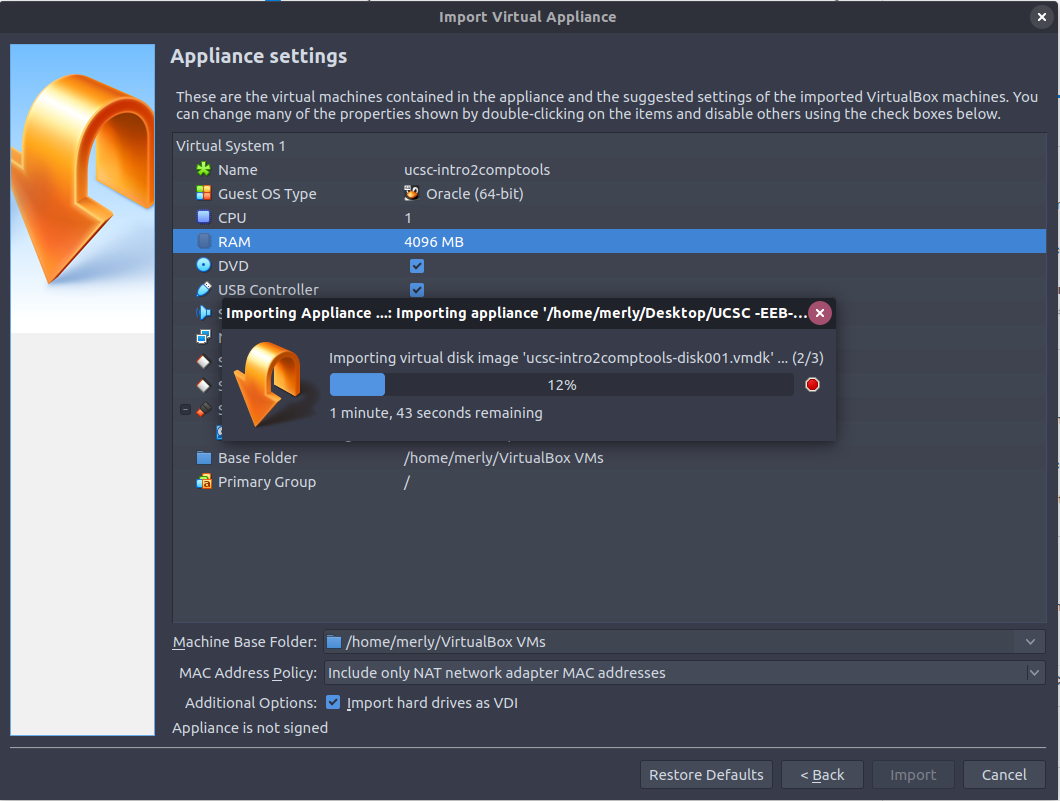 Import Virtual Appliance
Appliance settings
These are the virtual machines contained in the appliance and the suggested settings of the imported VirtualBox machines. You
can change many of the properties shown by double-clicking on the items and disable others using the check boxes below.
Virtual System 1
Name ucsc-intro2comptools
Guest OS Type Oracle (64-bit)
CPU 1
RAM 4096 MB
DVD
USB Controller
Importing Appliance ...: Importing appliance '/home/merly/Desktop/UCSC -EEB-...
Importing virtual disk image 'ucsc-intro2comptools-disk001.vmdk' ... (2/3)
12%
1 minute, 43 seconds remaining
Base Folder /home/merly/VirtualBox VMs
Primary Group /
Machine Base Folder: /home/merly/VirtualBox VMs
MAC Address Policy: Include only NAT network adapter MAC addresses
Additional Options: Import hard drives as VDI
Appliance is not signed
Restore Defaults < Back Import Cancel